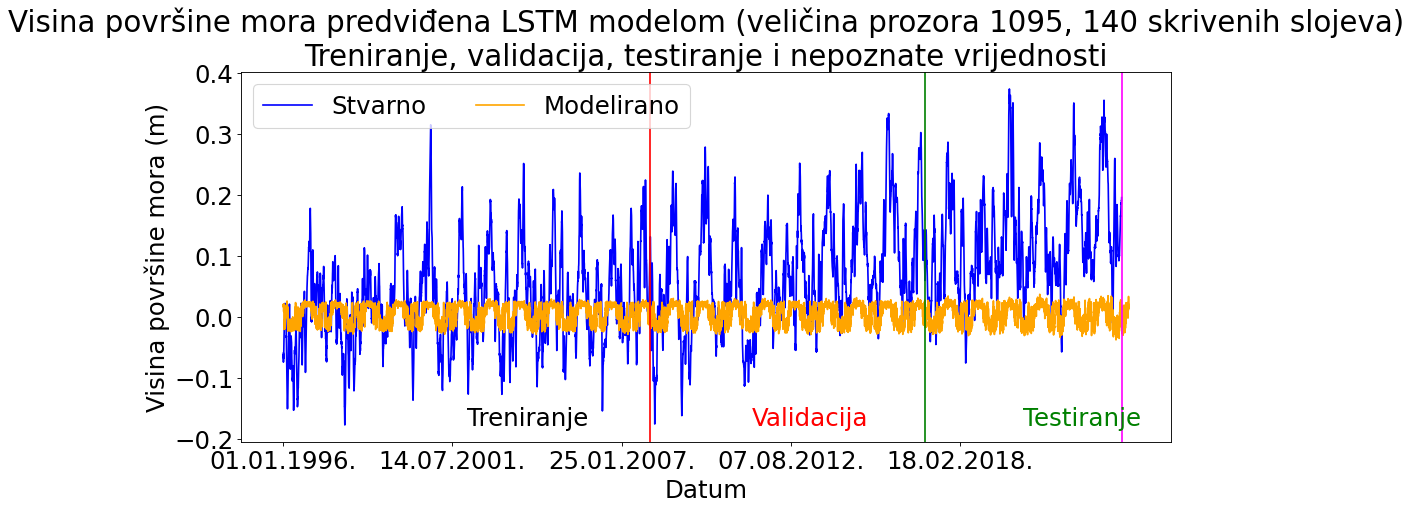 Visina površine mora predviđena LSTM modelom (veličina prozora 1095, 140 skrivenih slojeva)
Treniranje, validacija, testiranje i nepoznate vrijednosti
Stvarno
Modelirano
Visina površine mora (m)
0.4
0.3
0.2
0.1
0.0
−0.1
−0.2
Treniranje
Validacija
Testiranje
01.01.1996.
14.07.2001.
25.01.2007.
07.08.2012.
18.02.2018.
Datum